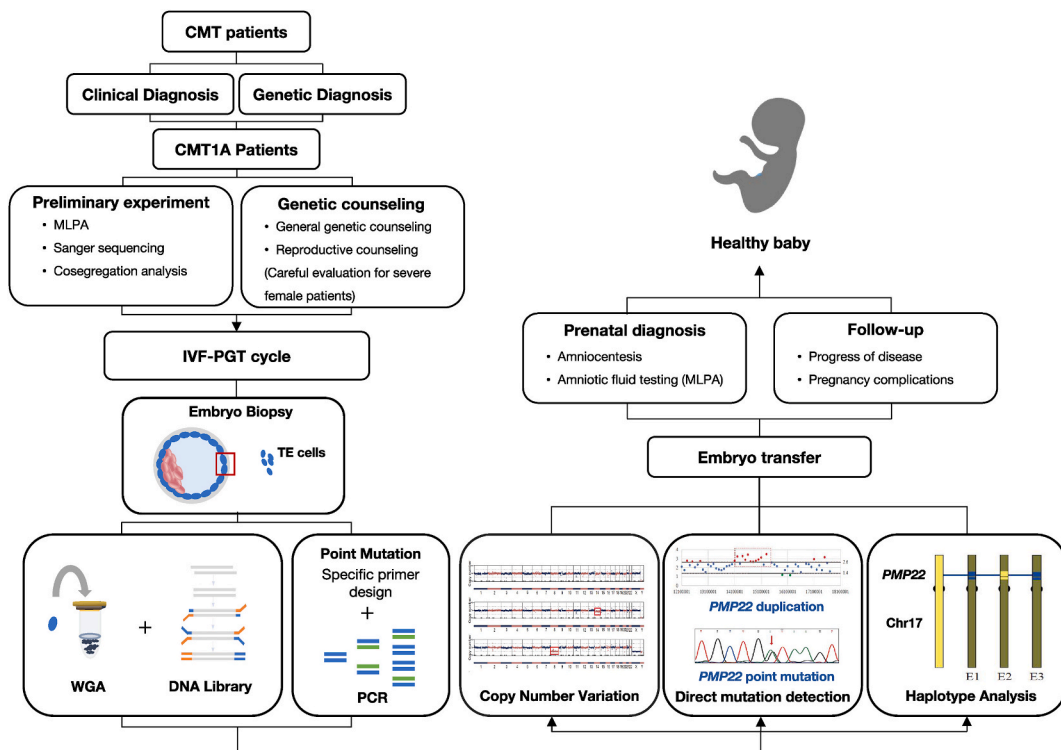 CMT patients
Clinical Diagnosis
Genetic Diagnosis
CMT1A Patients
Preliminary experiment
• MLPA
• Sanger sequencing
• Cosegregation analysis
Genetic counseling
• General genetic counseling
• Reproductive counseling
(Careful evaluation for severe
female patients)
IVF-PGT cycle
Embryo Biopsy
TE cells
WGA
+
DNA Library
Point Mutation
Specific primer
design
+
PCR
Healthy baby
Prenatal diagnosis
• Amniocentesis
• Amniotic fluid testing (MLPA)
Follow-up
• Progress of disease
• Pregnancy complications
Embryo transfer
Copy Number Variation
PMP22 duplication
PMP22 point mutation
Direct mutation detection
PMP22
Chr17
E1 E2 E3
Haplotype Analysis